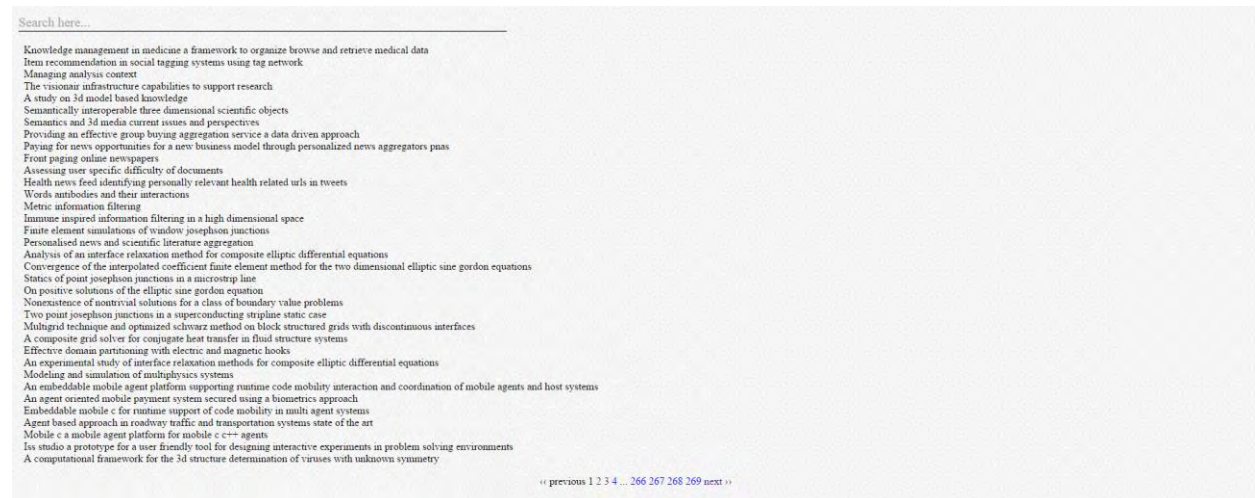 Search here...
Knowledge management in medicine a framework to organize browse and retrieve medical data
Item recommendation in social tagging systems using tag network
Managing analysis context
The visionair infrastructure capabilities to support research
A study on 3d model based knowledge
Semantically interoperable three dimensional scientific objects
Semantics and 3d media current issues and perspectives
Providing an effective group buying aggregation service a data driven approach
Paying for news opportunities for a new business model through personalized news aggregators pnas
Front paging online newspapers
Assessing user specific difficulty of documents
Health news feed identifying personally relevant health related urls in tweets
Words antibodies and their interactions
Metric information filtering
Immune inspired information filtering in a high dimensional space
Finite element simulations of window josephson junctions
Personalised news and scientific literature aggregation
Analysis of an interface relaxation method for composite elliptic differential equations
Convergence of the interpolated coefficient finite element method for the two dimensional elliptic sine gordon equations
Statics of point josephson junctions in a microstrip line
On positive solutions of the elliptic sine gordon equation
Nonexistence of nontrivial solutions for a class of boundary value problems
Two point josephson junctions in a superconducting stripline static case
Multigrid technique and optimized schwarz method on block structured grids with discontinuous interfaces
A composite grid solver for conjugate heat transfer in fluid structure systems
Effective domain partitioning with electric and magnetic hooks
An experimental study of interface relaxation methods for composite elliptic differential equations
Modeling and simulation of multiphysics systems
An embeddable mobile agent platform supporting runtime code mobility interaction and coordination of mobile agents and host systems
An agent oriented mobile payment system secured using a biometrics approach
Embeddable mobile c for runtime support of code mobility in multi agent systems
Agent based approach in roadway traffic and transportation systems state of the art
Mobile c a mobile agent platform for mobile c c++ agents
Iss studio a prototype for a user friendly tool for designing interactive experiments in problem solving environments
A computational framework for the 3d structure determination of viruses with unknown symmetry
‹‹ previous 1 2 3 4 ... 266 267 268 269 next ››